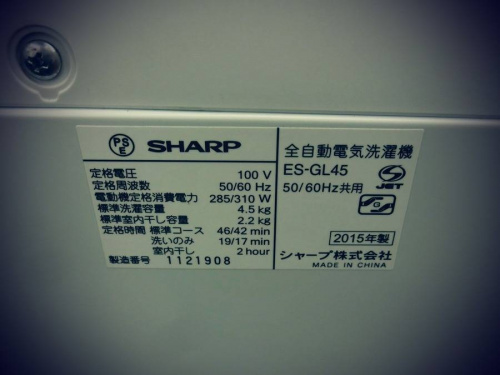 PS
E
SHARP
定格電圧 100 V
定格周波数 50/60 Hz
電動機定格消費電力 285/310 W
標準洗濯容量 4.5 kg
標準室内干し容量 2.2 kg
定格時間 標準コース 46/42 min
洗いのみ 19/17 min
室内干し 2 hour
製造番号 1121908
全自動電気洗濯機
ES-GL45
50/60Hz共用
JET
2015年製
シャープ株式会社
MADE IN CHINA